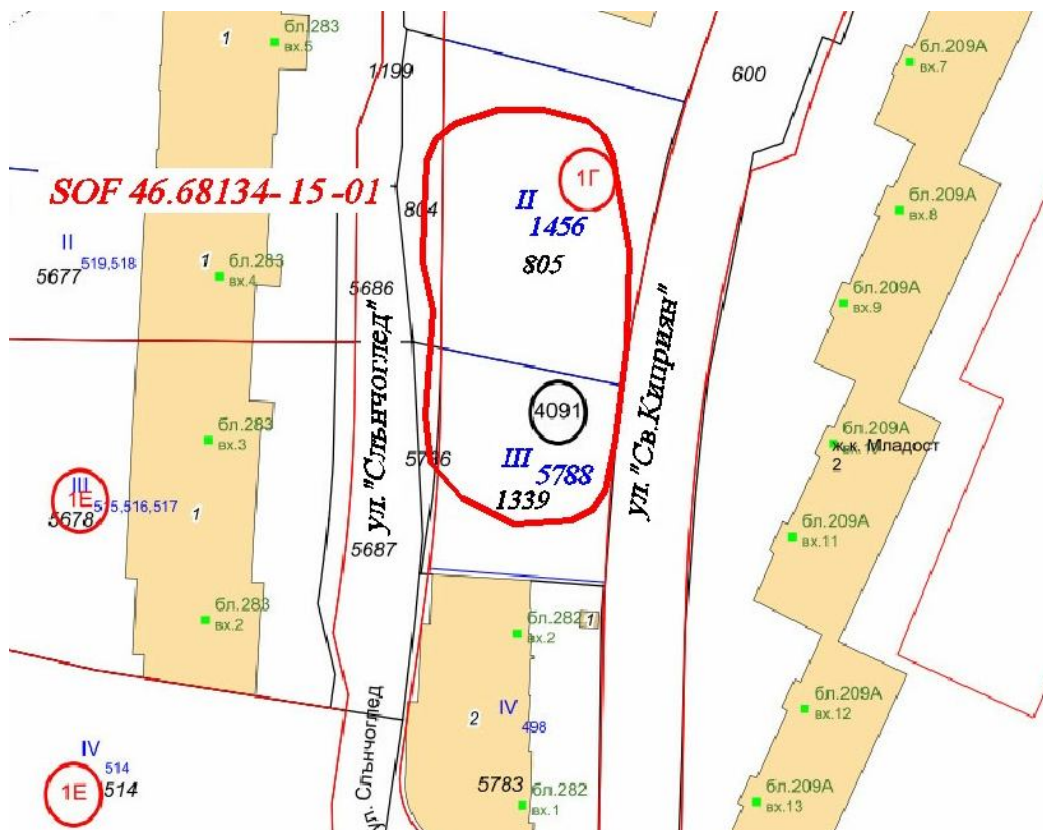 1
бл.283
вх.5
1199
600
бл.209А
вх.7
SOF 46.68134-15-01
804
1Г
II
1456
805
бл.209А
вх.8
II
519,518
5677
1
бл.283
вх.4
5686
бл.209А
вх.9
ул."Слънчоглед"
ул."Св.Киприян"
4091
бл.283
вх.3
бл.209А
ж.к. Младост
2
III
5788
1339
III
1Е
515,516,517
5678
1
5687
бл.209А
вх.11
бл.283
вх.2
бл.282
вх.2
1
бл.209А
вх.12
ул. Слънчоглед
2
IV
498
IV
514
1Е
514
5783
бл.282
вх.1
бл.209А
вх.13